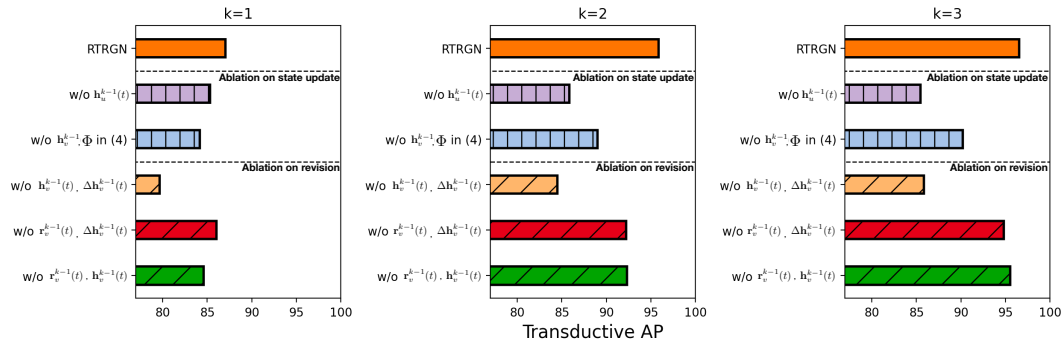 k=1
RTRGN
Ablation on state update
w/o h_u^{k-1}(t)
w/o h_v^{k-1}, Φ in (4)
Ablation on revision
w/o h_v^{k-1}(t), Δh_v^{k-1}(t)
w/o r_v^{k-1}(t), Δh_v^{k-1}(t)
w/o r_v^{k-1}(t), h_v^{k-1}(t)
80 85 90 95 100
k=2
RTRGN
Ablation on state update
w/o h_u^{k-1}(t)
w/o h_v^{k-1}, Φ in (4)
Ablation on revision
w/o h_v^{k-1}(t), Δh_v^{k-1}(t)
w/o r_v^{k-1}(t), Δh_v^{k-1}(t)
w/o r_v^{k-1}(t), h_v^{k-1}(t)
80 85 90 95 100
Transductive AP
k=3
RTRGN
Ablation on state update
w/o h_u^{k-1}(t)
w/o h_v^{k-1}, Φ in (4)
Ablation on revision
w/o h_v^{k-1}(t), Δh_v^{k-1}(t)
w/o r_v^{k-1}(t), Δh_v^{k-1}(t)
w/o r_v^{k-1}(t), h_v^{k-1}(t)
80 85 90 95 100